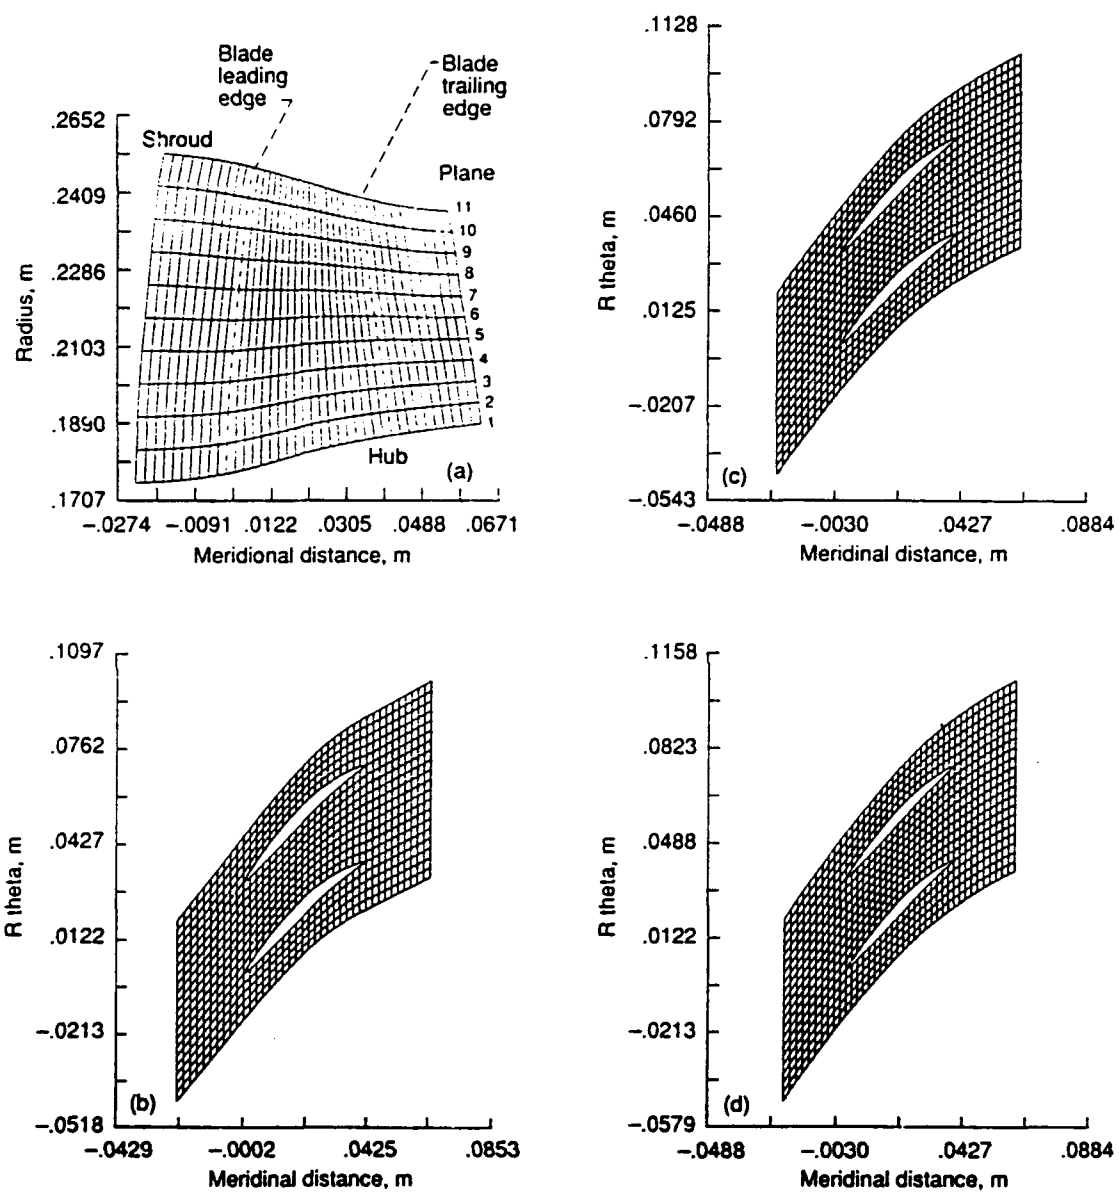 Blade
leading
edge
Blade
trailing
edge
.2652
Shroud
Plane
.2409
.2286
.2103
.1890
.1707
Radius, m
11
10
9
8
7
6
5
4
3
2
1
Hub
(a)
-.0274 -.0091 .0122 .0305 .0488 .0671
Meridional distance, m
.1128
.0792
.0460
.0125
-.0207
-.0543
R theta, m
(c)
-.0488 -.0030 .0427 .0884
Meridinal distance, m
.1097
.0762
.0427
.0122
-.0213
-.0518
R theta, m
(b)
-.0429 -.0002 .0425 .0853
Meridinal distance, m
.1158
.0823
.0488
.0122
-.0213
-.0579
R theta, m
(d)
-.0488 -.0030 .0427 .0884
Meridinal distance, m